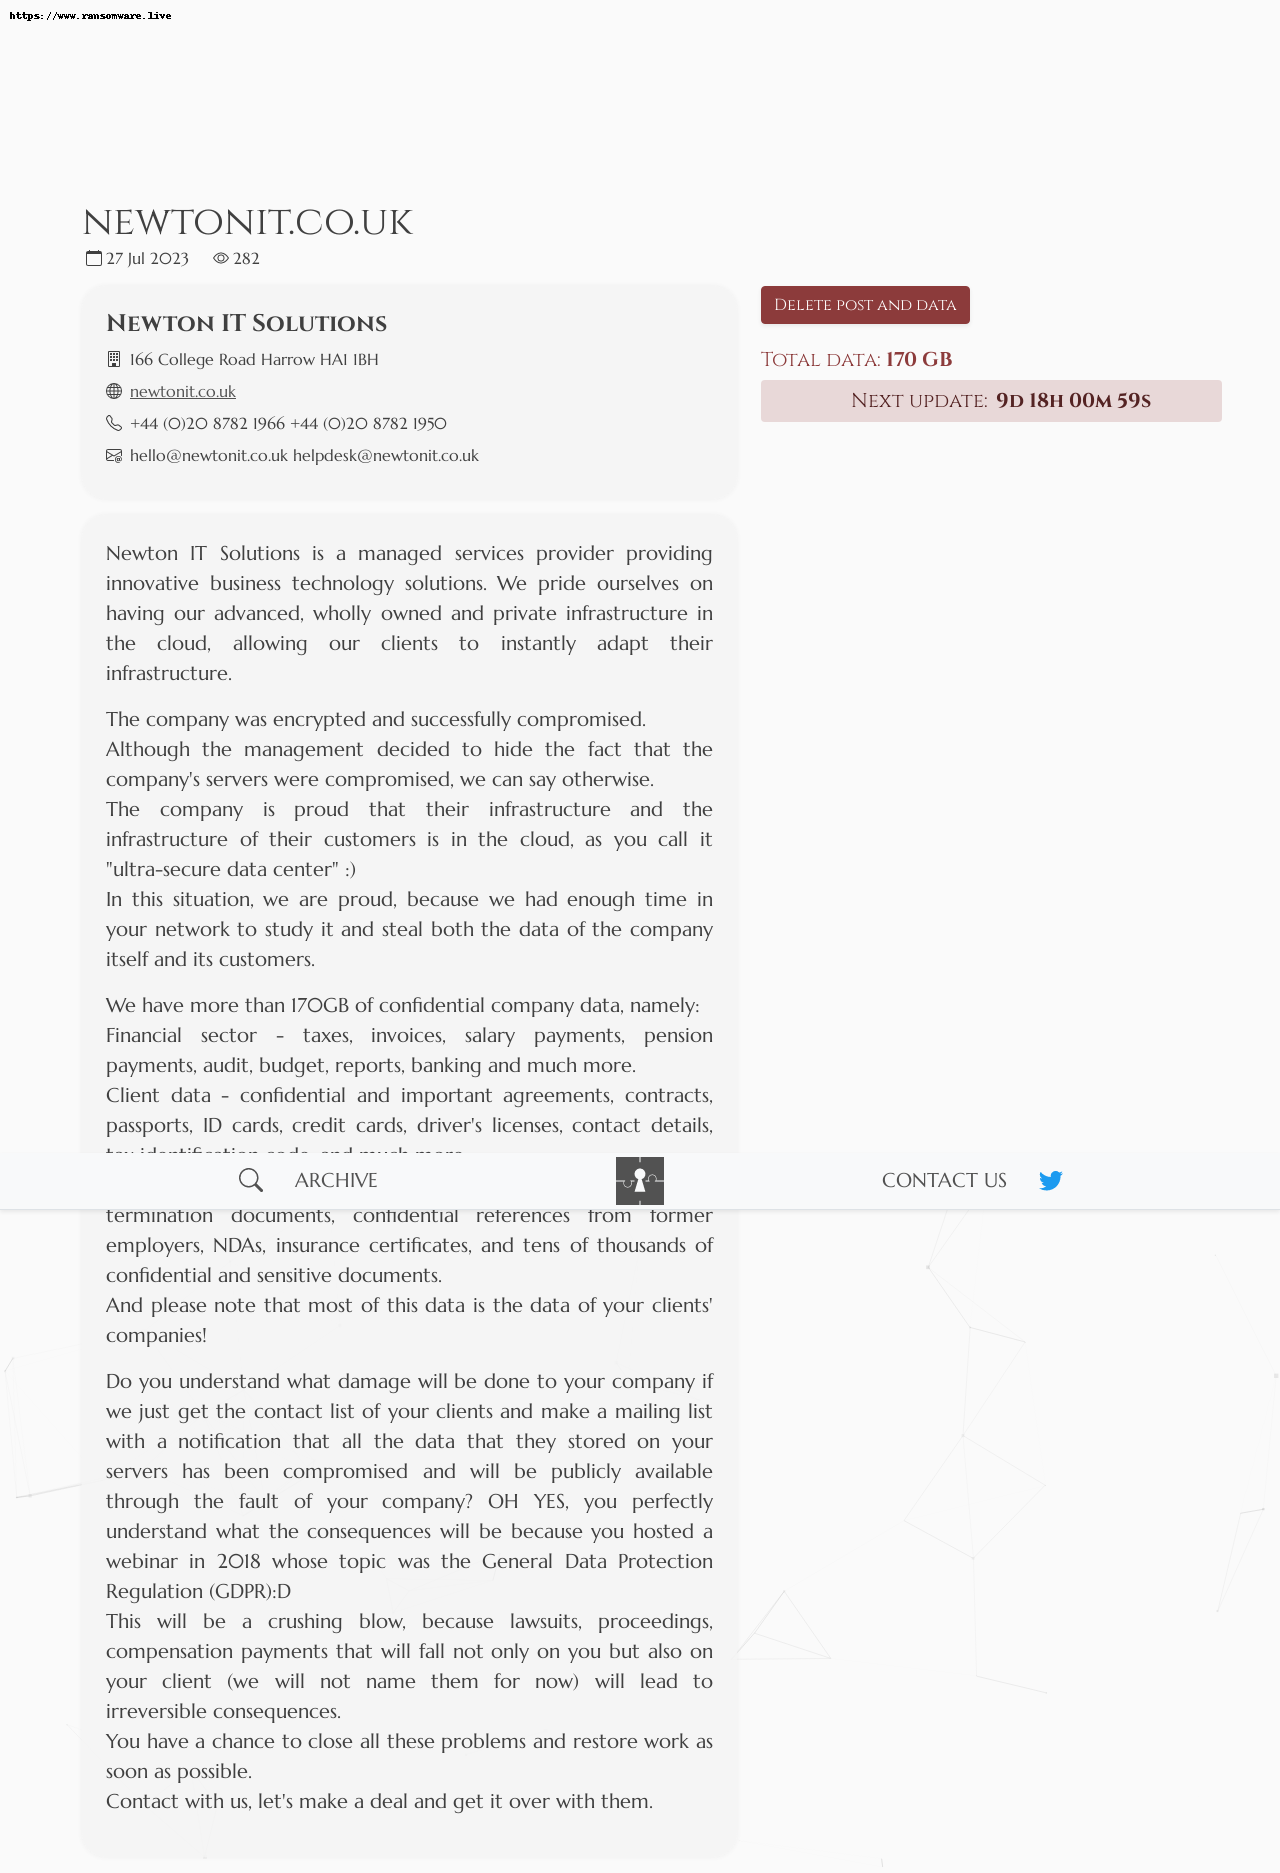 https://www.ransomware.live
NEWTONIT.CO.UK
27 Jul 2023 282
Newton IT Solutions
166 College Road Harrow HA1 1BH
newtonit.co.uk
+44 (0)20 8782 1966 +44 (0)20 8782 1950
hello@newtonit.co.uk helpdesk@newtonit.co.uk
Delete post and data
Total data: 170 GB
Next update: 9D 18H 00M 59S
Newton IT Solutions is a managed services provider providing
innovative business technology solutions. We pride ourselves on
having our advanced, wholly owned and private infrastructure in
the cloud, allowing our clients to instantly adapt their
infrastructure.
The company was encrypted and successfully compromised.
Although the management decided to hide the fact that the
company's servers were compromised, we can say otherwise.
The company is proud that their infrastructure and the
infrastructure of their customers is in the cloud, as you call it
"ultra-secure data center" :)
In this situation, we are proud, because we had enough time in
your network to study it and steal both the data of the company
itself and its customers.
We have more than 170GB of confidential company data, namely:
Financial sector - taxes, invoices, salary payments, pension
payments, audit, budget, reports, banking and much more.
Client data - confidential and important agreements, contracts,
passports, ID cards, credit cards, driver's licenses, contact details,
tax identification code, and much more.
ARCHIVE CONTACT US
termination documents, confidential references from former
employers, NDAs, insurance certificates, and tens of thousands of
confidential and sensitive documents.
And please note that most of this data is the data of your clients'
companies!
Do you understand what damage will be done to your company if
we just get the contact list of your clients and make a mailing list
with a notification that all the data that they stored on your
servers has been compromised and will be publicly available
through the fault of your company? OH YES, you perfectly
understand what the consequences will be because you hosted a
webinar in 2018 whose topic was the General Data Protection
Regulation (GDPR):D
This will be a crushing blow, because lawsuits, proceedings,
compensation payments that will fall not only on you but also on
your client (we will not name them for now) will lead to
irreversible consequences.
You have a chance to close all these problems and restore work as
soon as possible.
Contact with us, let's make a deal and get it over with them.